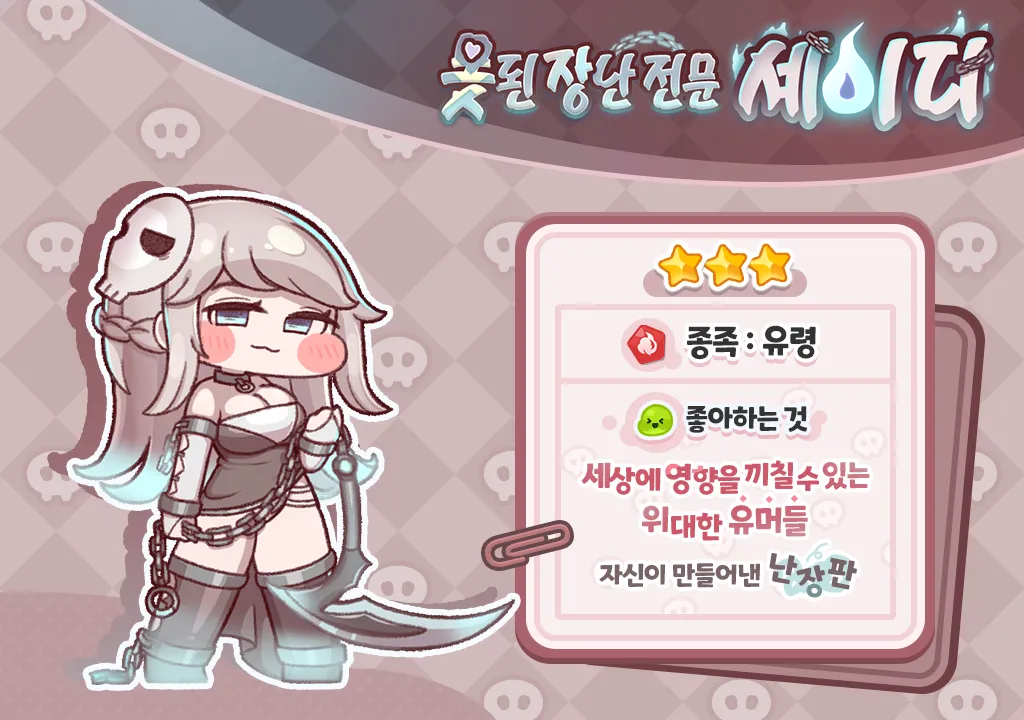 못된 장난 전문 셰이디
종족 : 유령
좋아하는 것
세상에 영향을 끼칠 수 있는
위대한 유머들
자신이 만들어낸 난장판